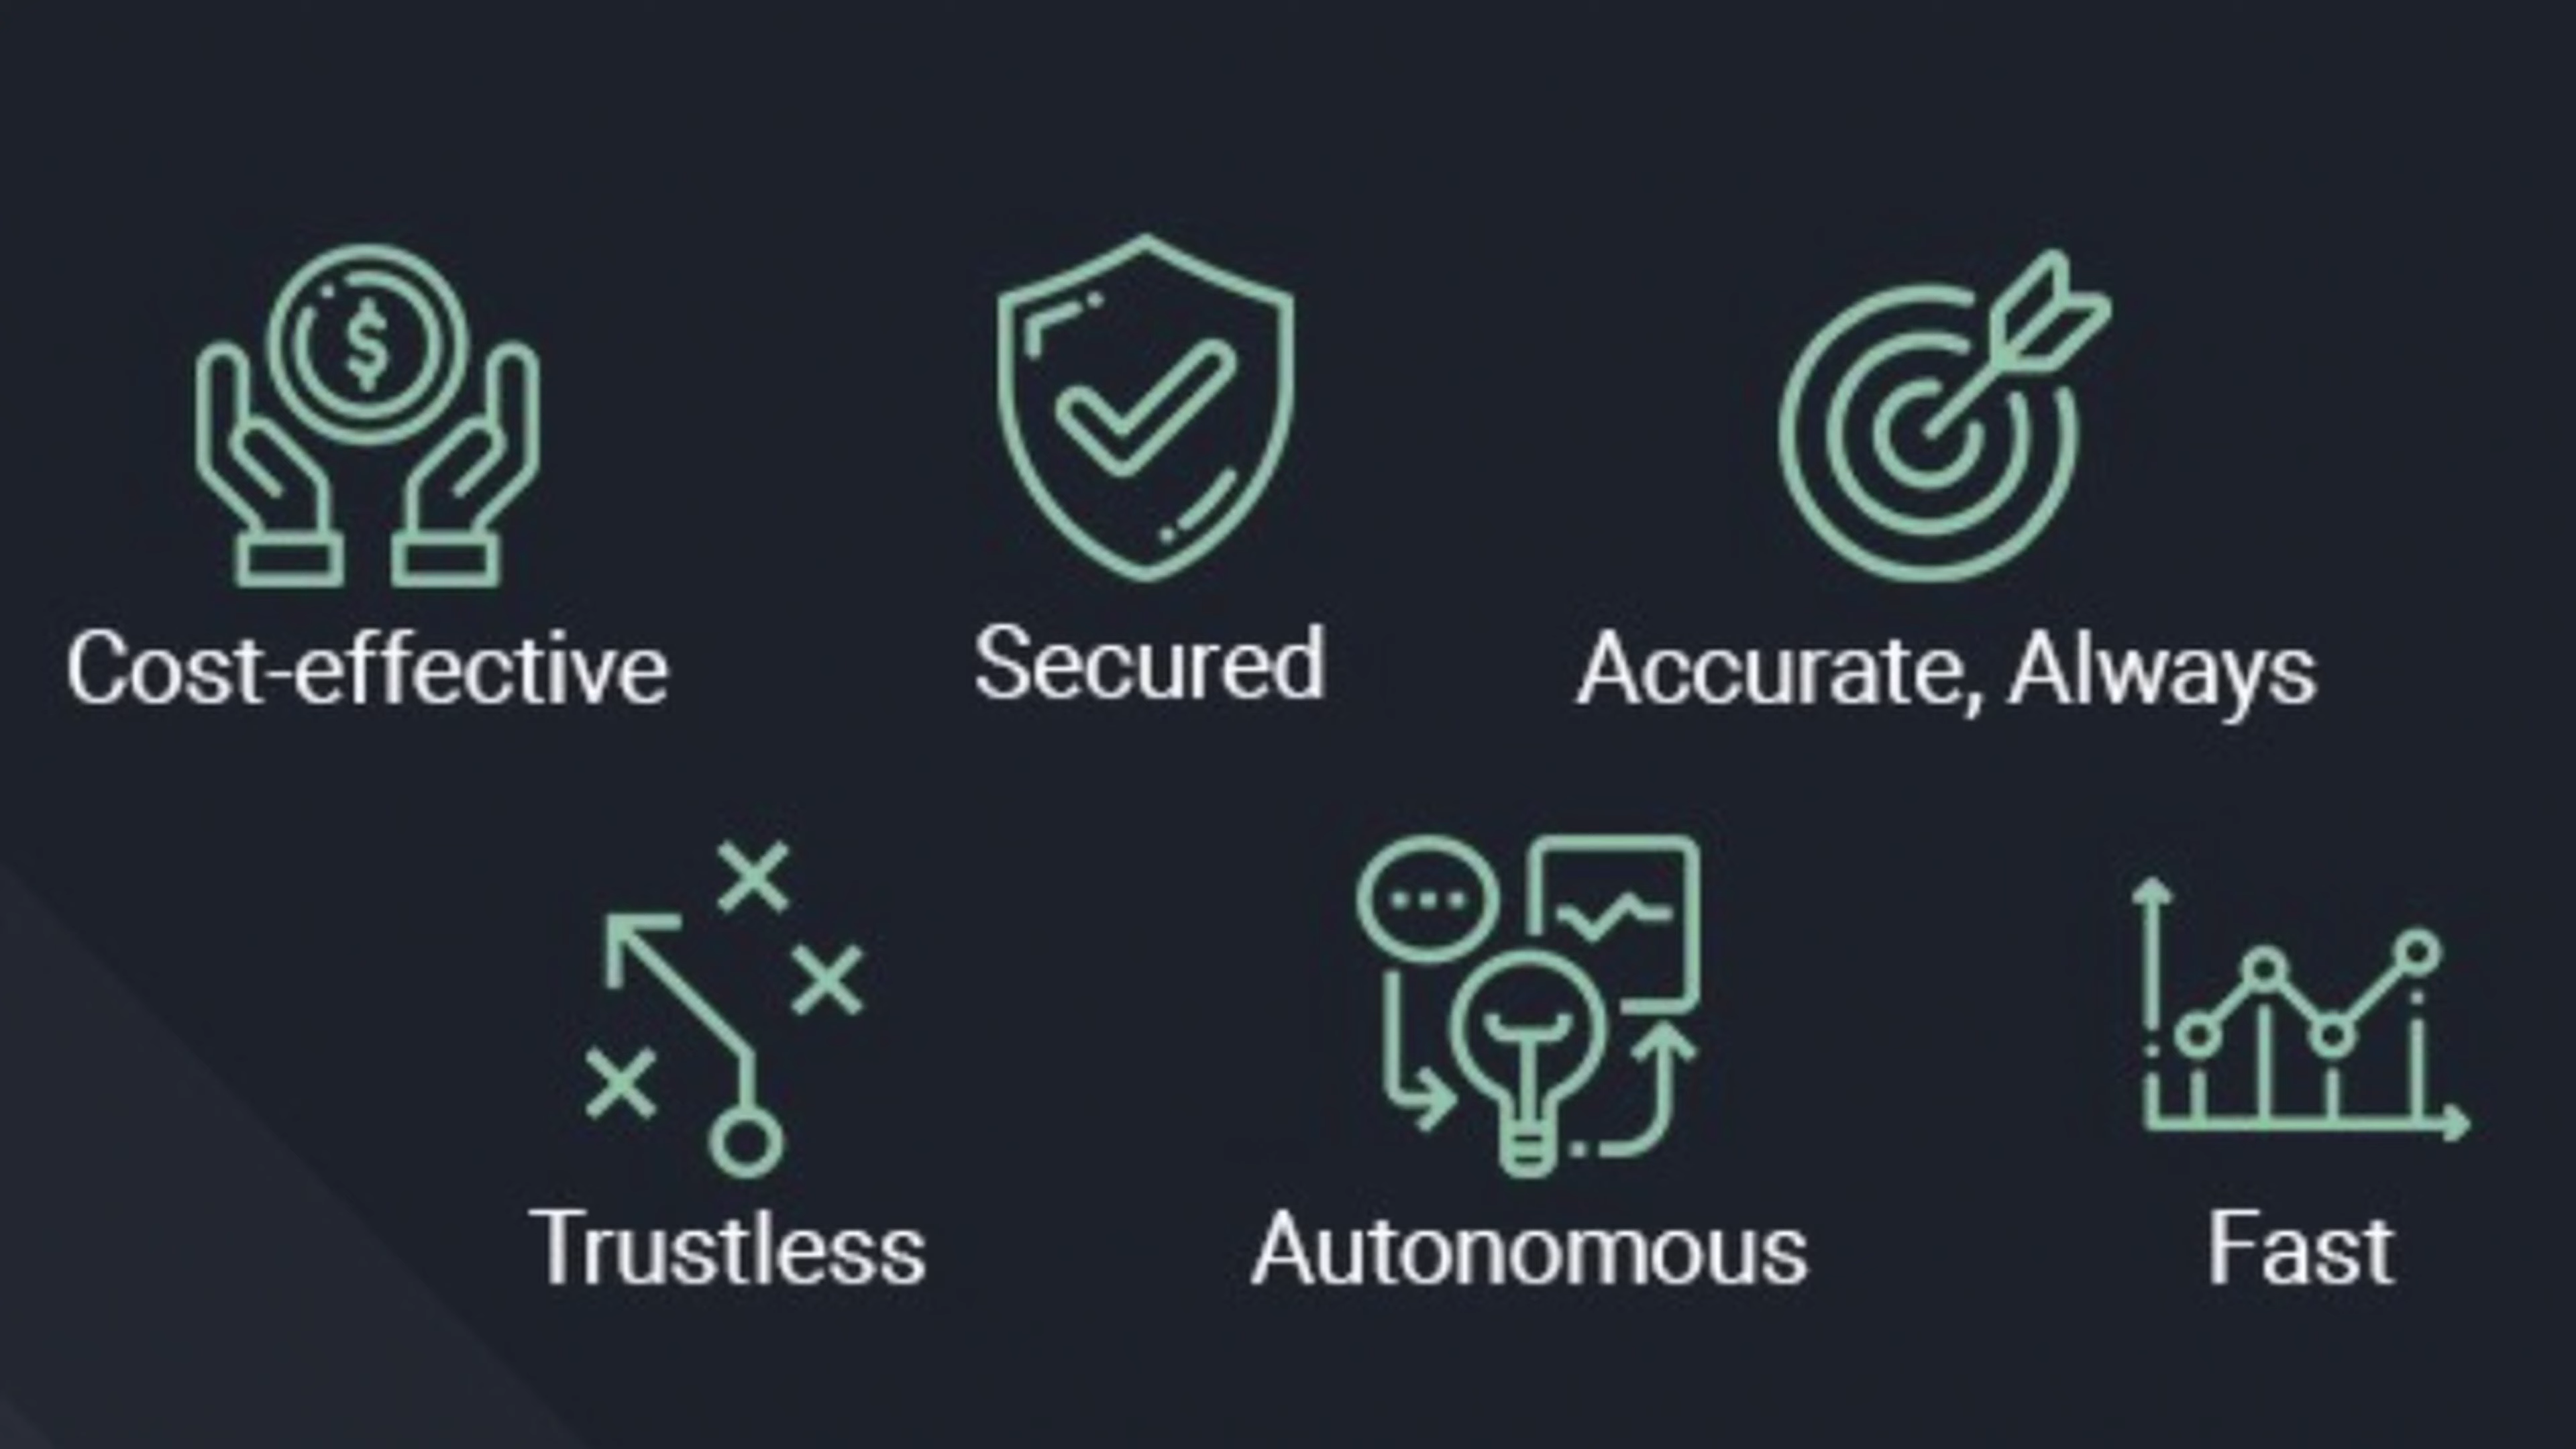 Cost-effective
Secured
Accurate, Always
Trustless
Autonomous
Fast